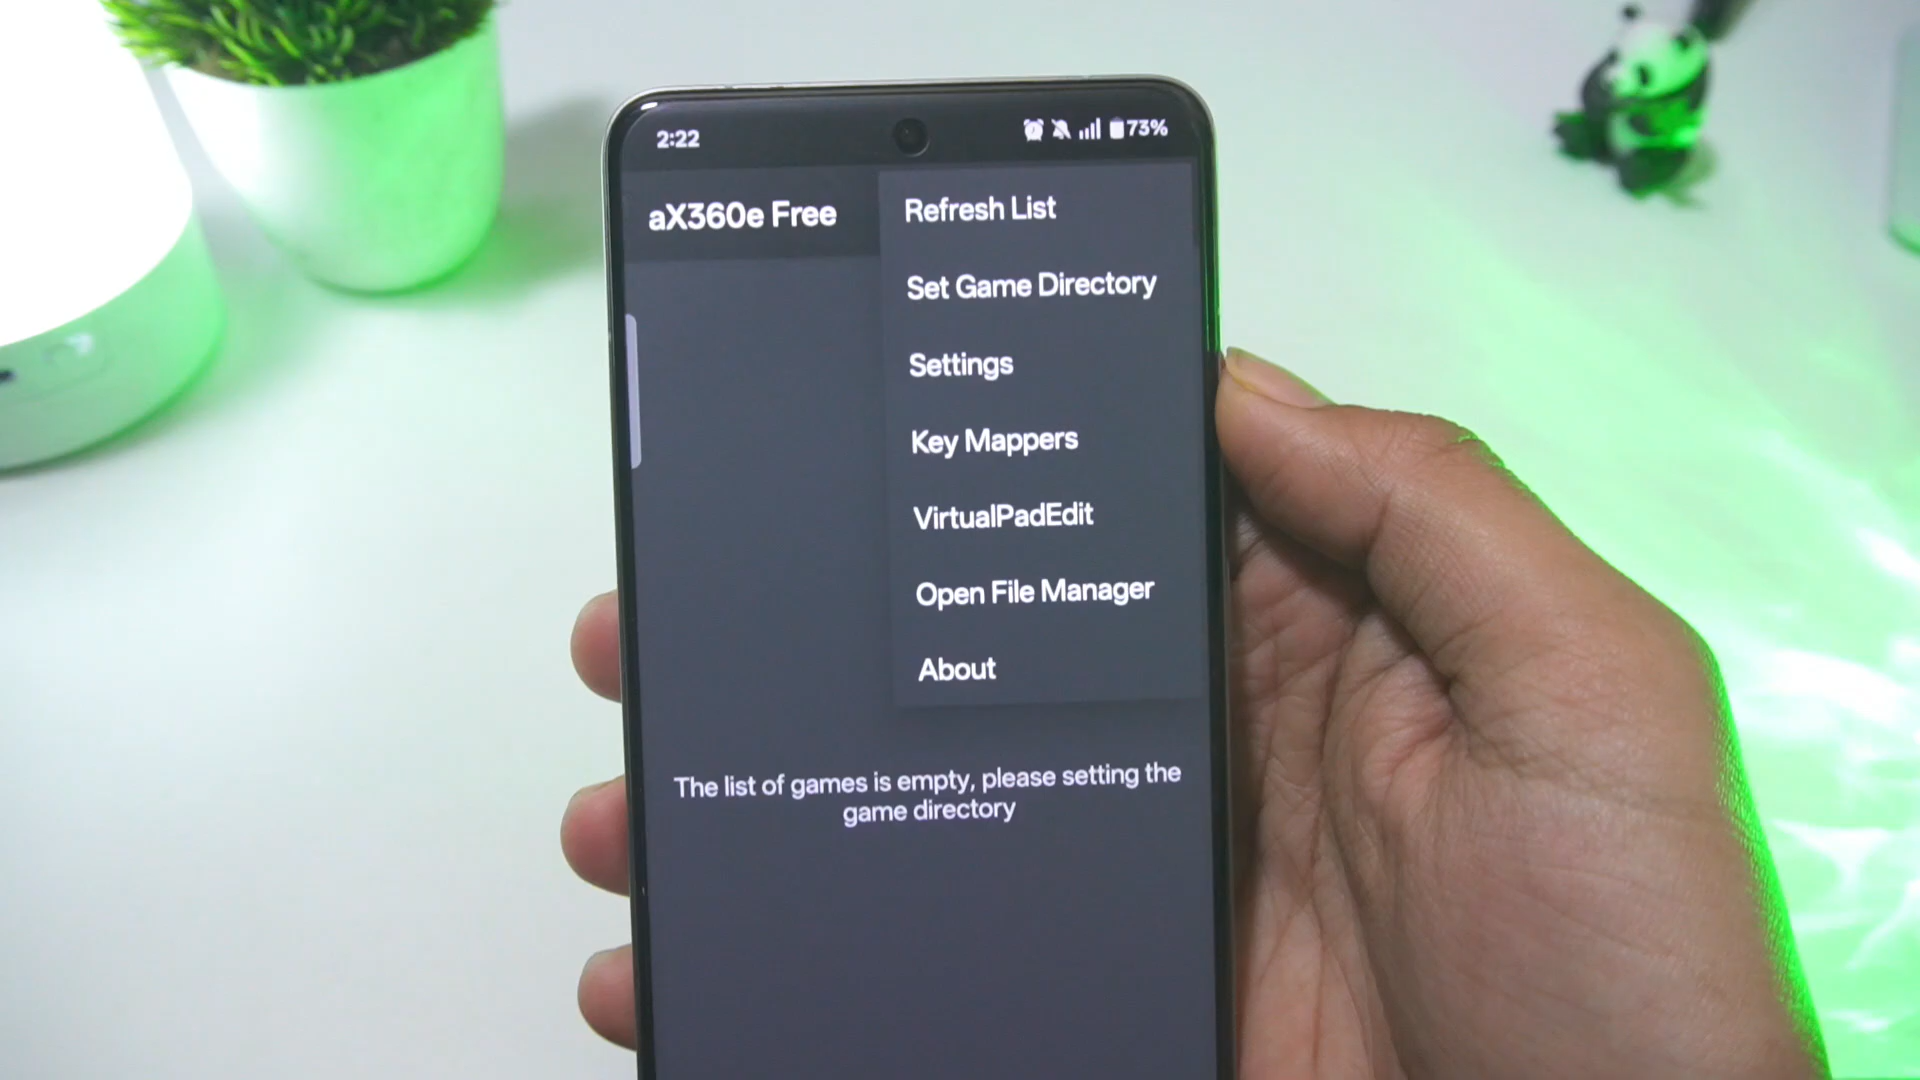 2:22
73%
aX360e Free
Refresh List
Set Game Directory
Settings
Key Mappers
VirtualPadEdit
Open File Manager
About
The list of games is empty, please setting the
game directory